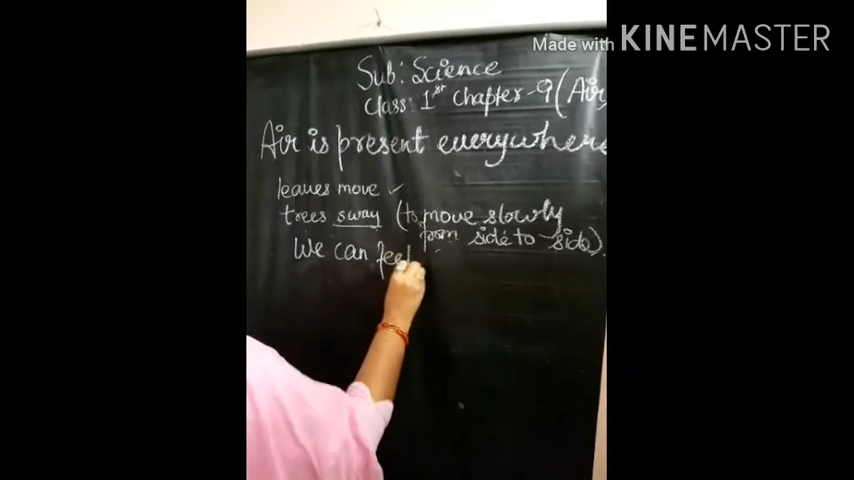 Made with KINEMASTER
Sub: Science
Class: 1st Chapter-9 (Air
Air is present everywhere
leaves move ✓
trees sway (to move slowly
from side to side).
We can feel